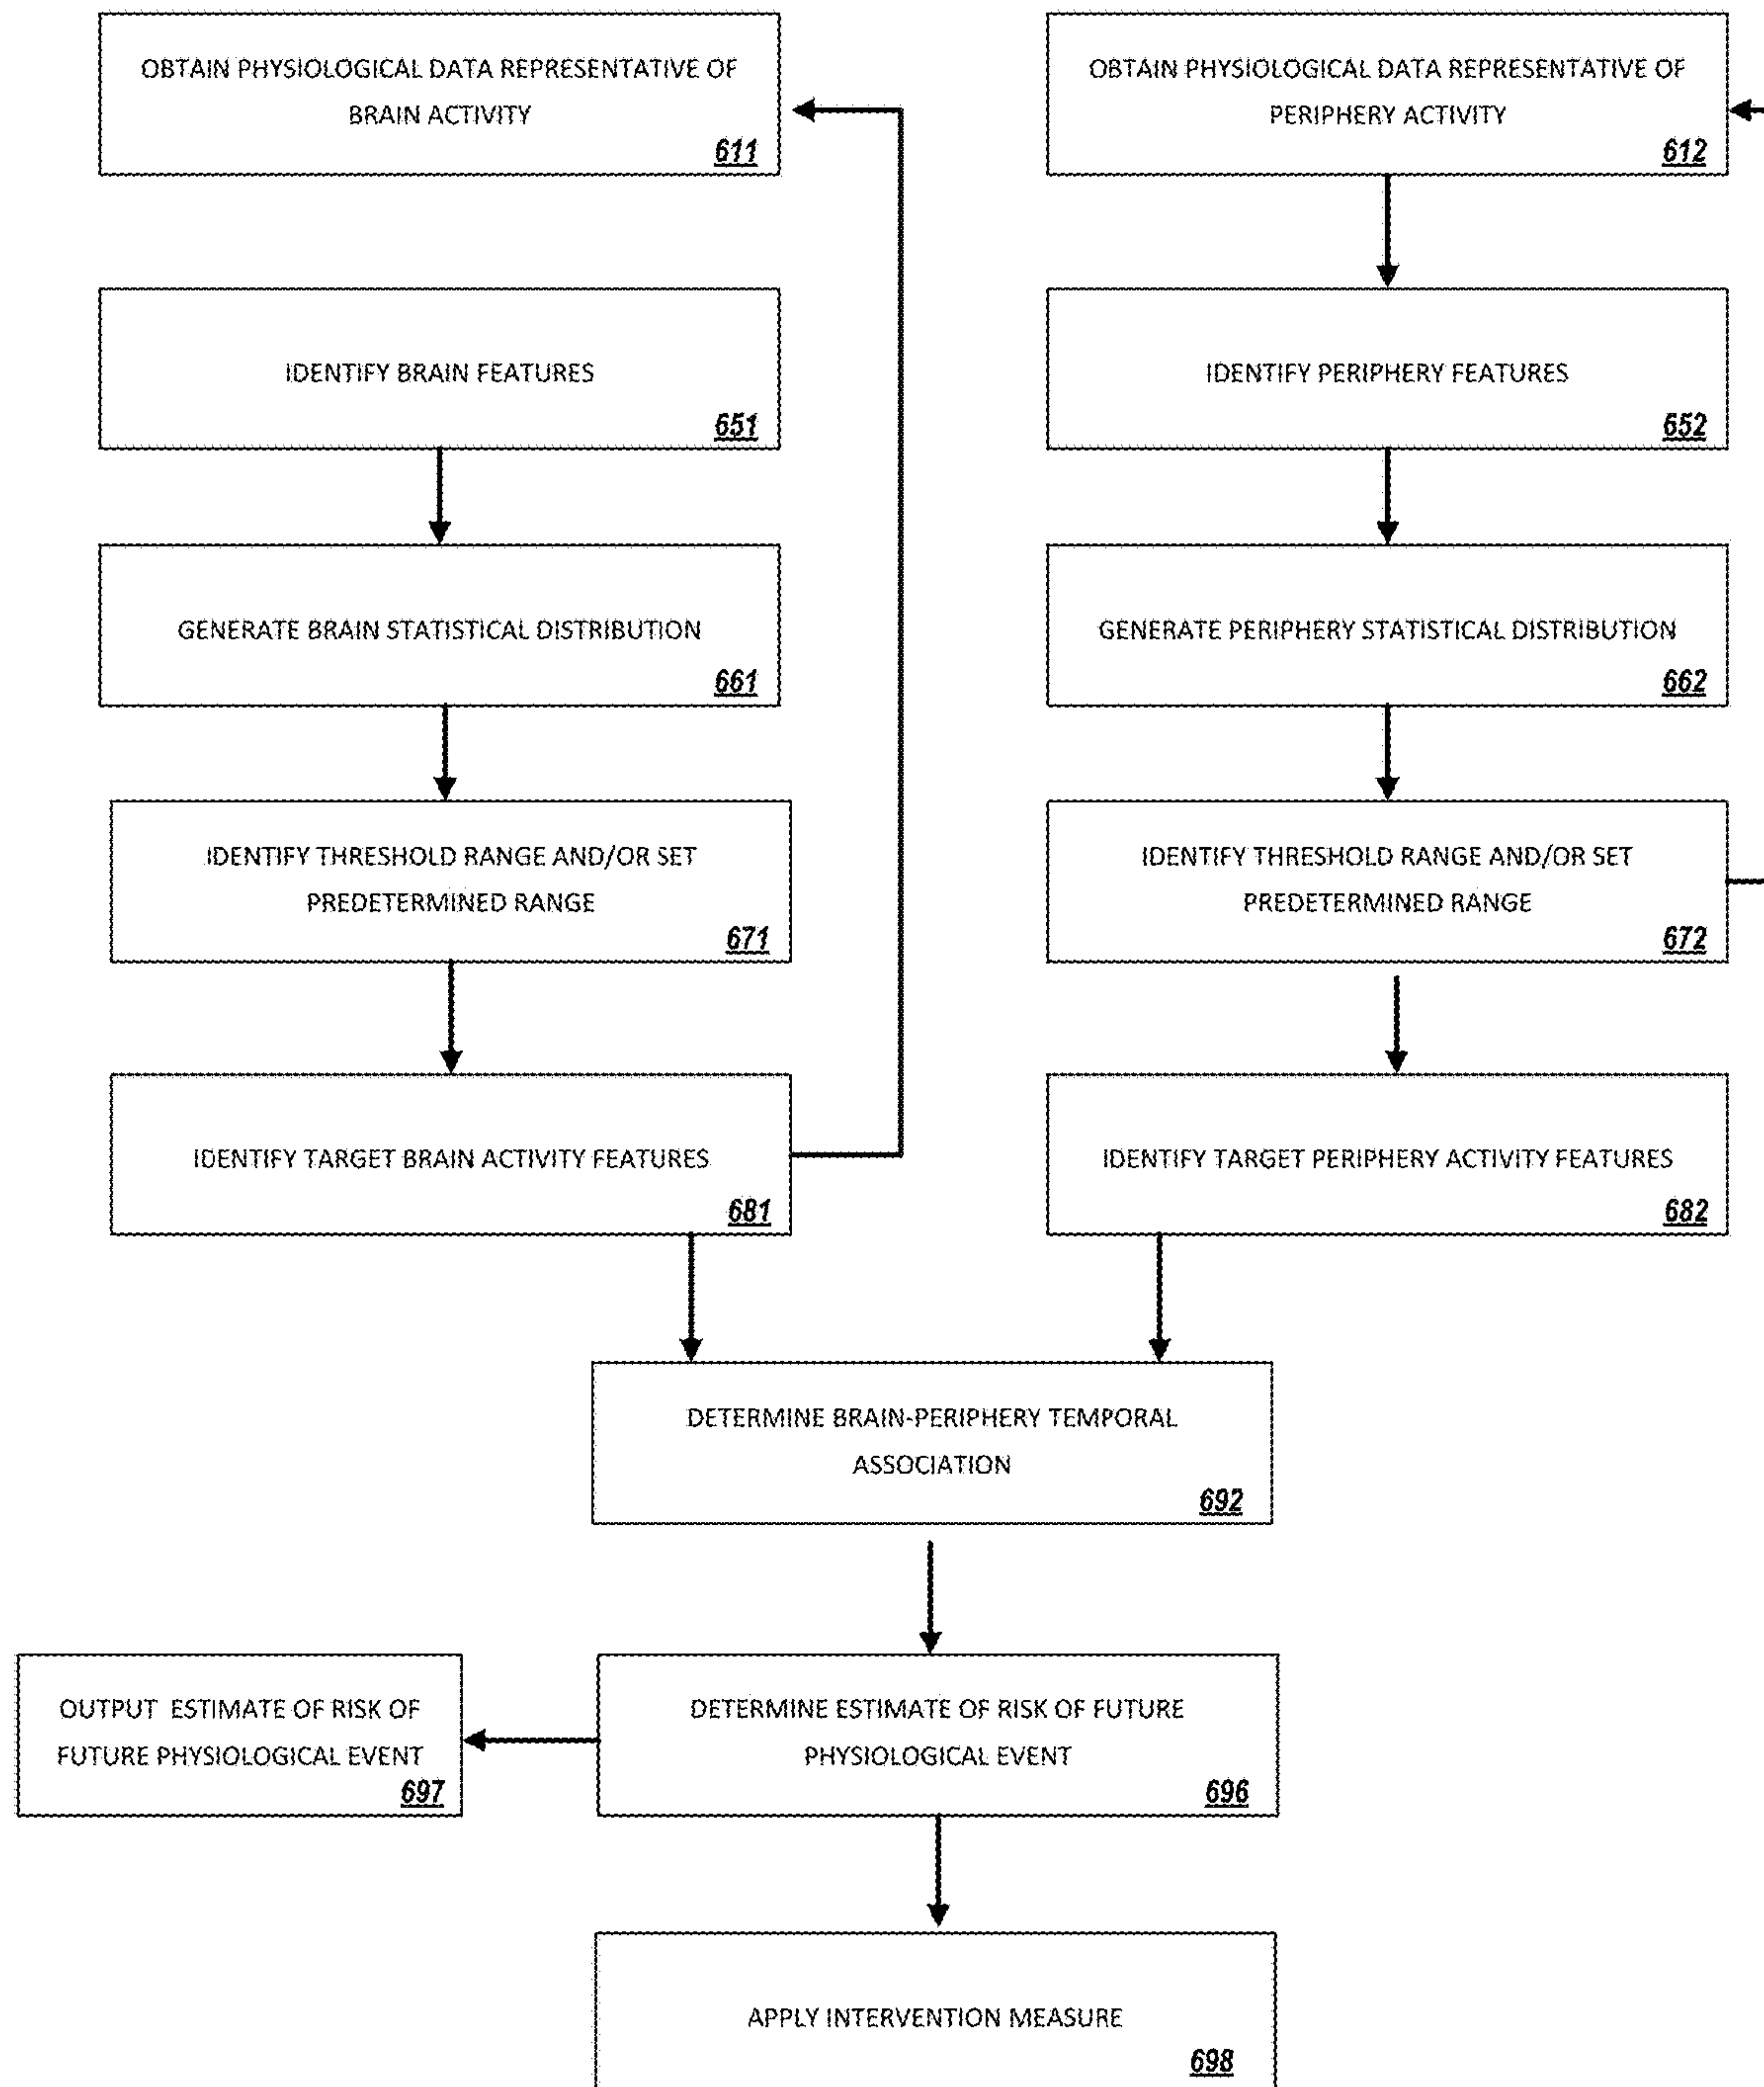 OBTAIN PHYSIOLOGICAL DATA REPRESENTATIVE OF
BRAIN ACTIVITY
611
OBTAIN PHYSIOLOGICAL DATA REPRESENTATIVE OF
PERIPHERY ACTIVITY
612
IDENTIFY BRAIN FEATURES
651
IDENTIFY PERIPHERY FEATURES
652
GENERATE BRAIN STATISTICAL DISTRIBUTION
661
GENERATE PERIPHERY STATISTICAL DISTRIBUTION
662
IDENTIFY THRESHOLD RANGE AND/OR SET
PREDETERMINED RANGE
671
IDENTIFY THRESHOLD RANGE AND/OR SET
PREDETERMINED RANGE
672
IDENTIFY TARGET BRAIN ACTIVITY FEATURES
681
IDENTIFY TARGET PERIPHERY ACTIVITY FEATURES
682
DETERMINE BRAIN-PERIPHERY TEMPORAL
ASSOCIATION
692
OUTPUT ESTIMATE OF RISK OF
FUTURE PHYSIOLOGICAL EVENT
697
DETERMINE ESTIMATE OF RISK OF FUTURE
PHYSIOLOGICAL EVENT
696
APPLY INTERVENTION MEASURE
698